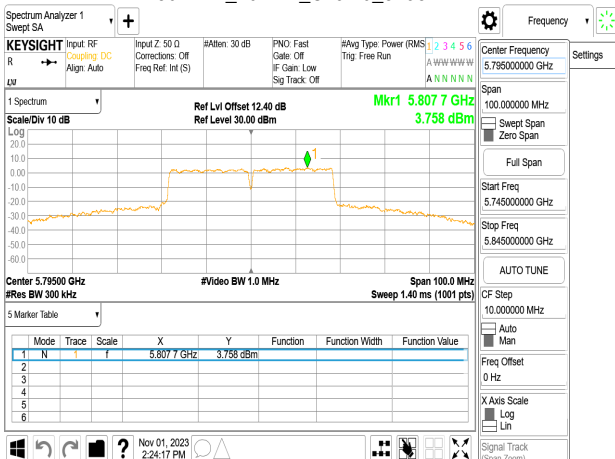 Spectrum Analyzer 1
Swept SA
+
Frequency
KEYSIGHT
R
Input: RF
Coupling: DC
Align: Auto
Input Z: 50 Ω
Corrections: Off
Freq Ref: Int (S)
#Atten: 30 dB
PNO: Fast
Gate: Off
IF Gain: Low
Sig Track: Off
#Avg Type: Power (RMS
Trig: Free Run
1 2 3 4 5 6
A W W W W W
A N N N N N
Center Frequency
5.795000000 GHz
Settings
Span
100.000000 MHz
Swept Span
Zero Span
Full Span
Start Freq
5.745000000 GHz
Stop Freq
5.845000000 GHz
AUTO TUNE
CF Step
10.000000 MHz
Auto
Man
Freq Offset
0 Hz
X Axis Scale
Log
Lin
Signal Track
(Span Zoom)
1 Spectrum
Scale/Div 10 dB
Ref Lvl Offset 12.40 dB
Ref Level 30.00 dBm
Mkr1 5.807 7 GHz
3.758 dBm
Log
20.0
10.0
0.00
-10.0
-20.0
-30.0
-40.0
-50.0
-60.0
1
Center 5.79500 GHz
#Res BW 300 kHz
#Video BW 1.0 MHz
Span 100.0 MHz
Sweep 1.40 ms (1001 pts)
5 Marker Table
Mode Trace Scale X Y Function Function Width Function Value
1 N 1 f 5.807 7 GHz 3.758 dBm
2
3
4
5
6
?
Nov 01, 2023
2:24:17 PM